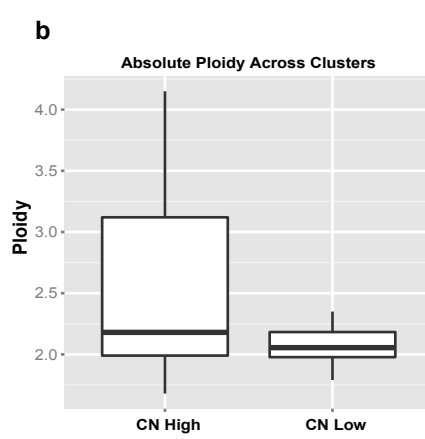 b
Absolute Ploidy Across Clusters
4.0
3.5
3.0
2.5
2.0
Ploidy
CN High CN Low